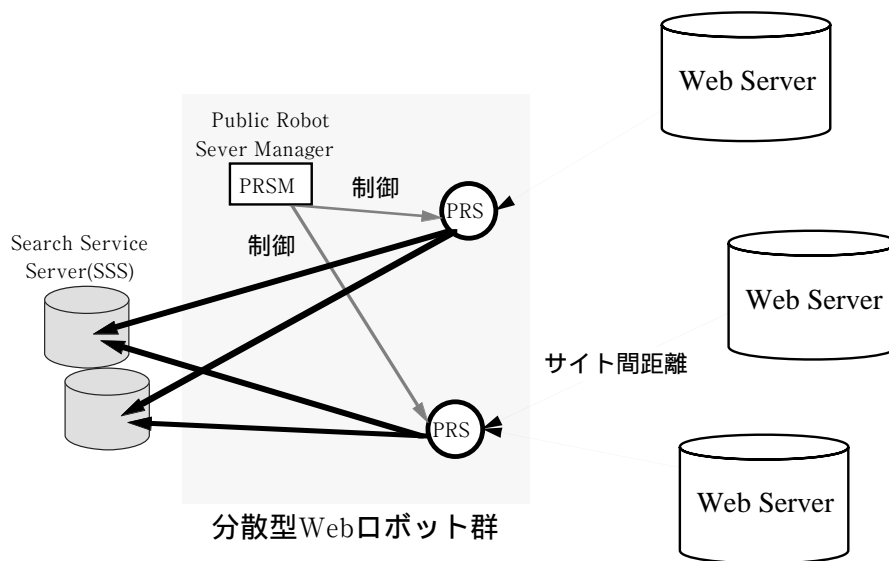 Web Server
Public Robot
Sever Manager
PRSM
制御
PRS
制御
Search Service
Server(SSS)
Web Server
サイト間距離
PRS
Web Server
分散型Webロボット群